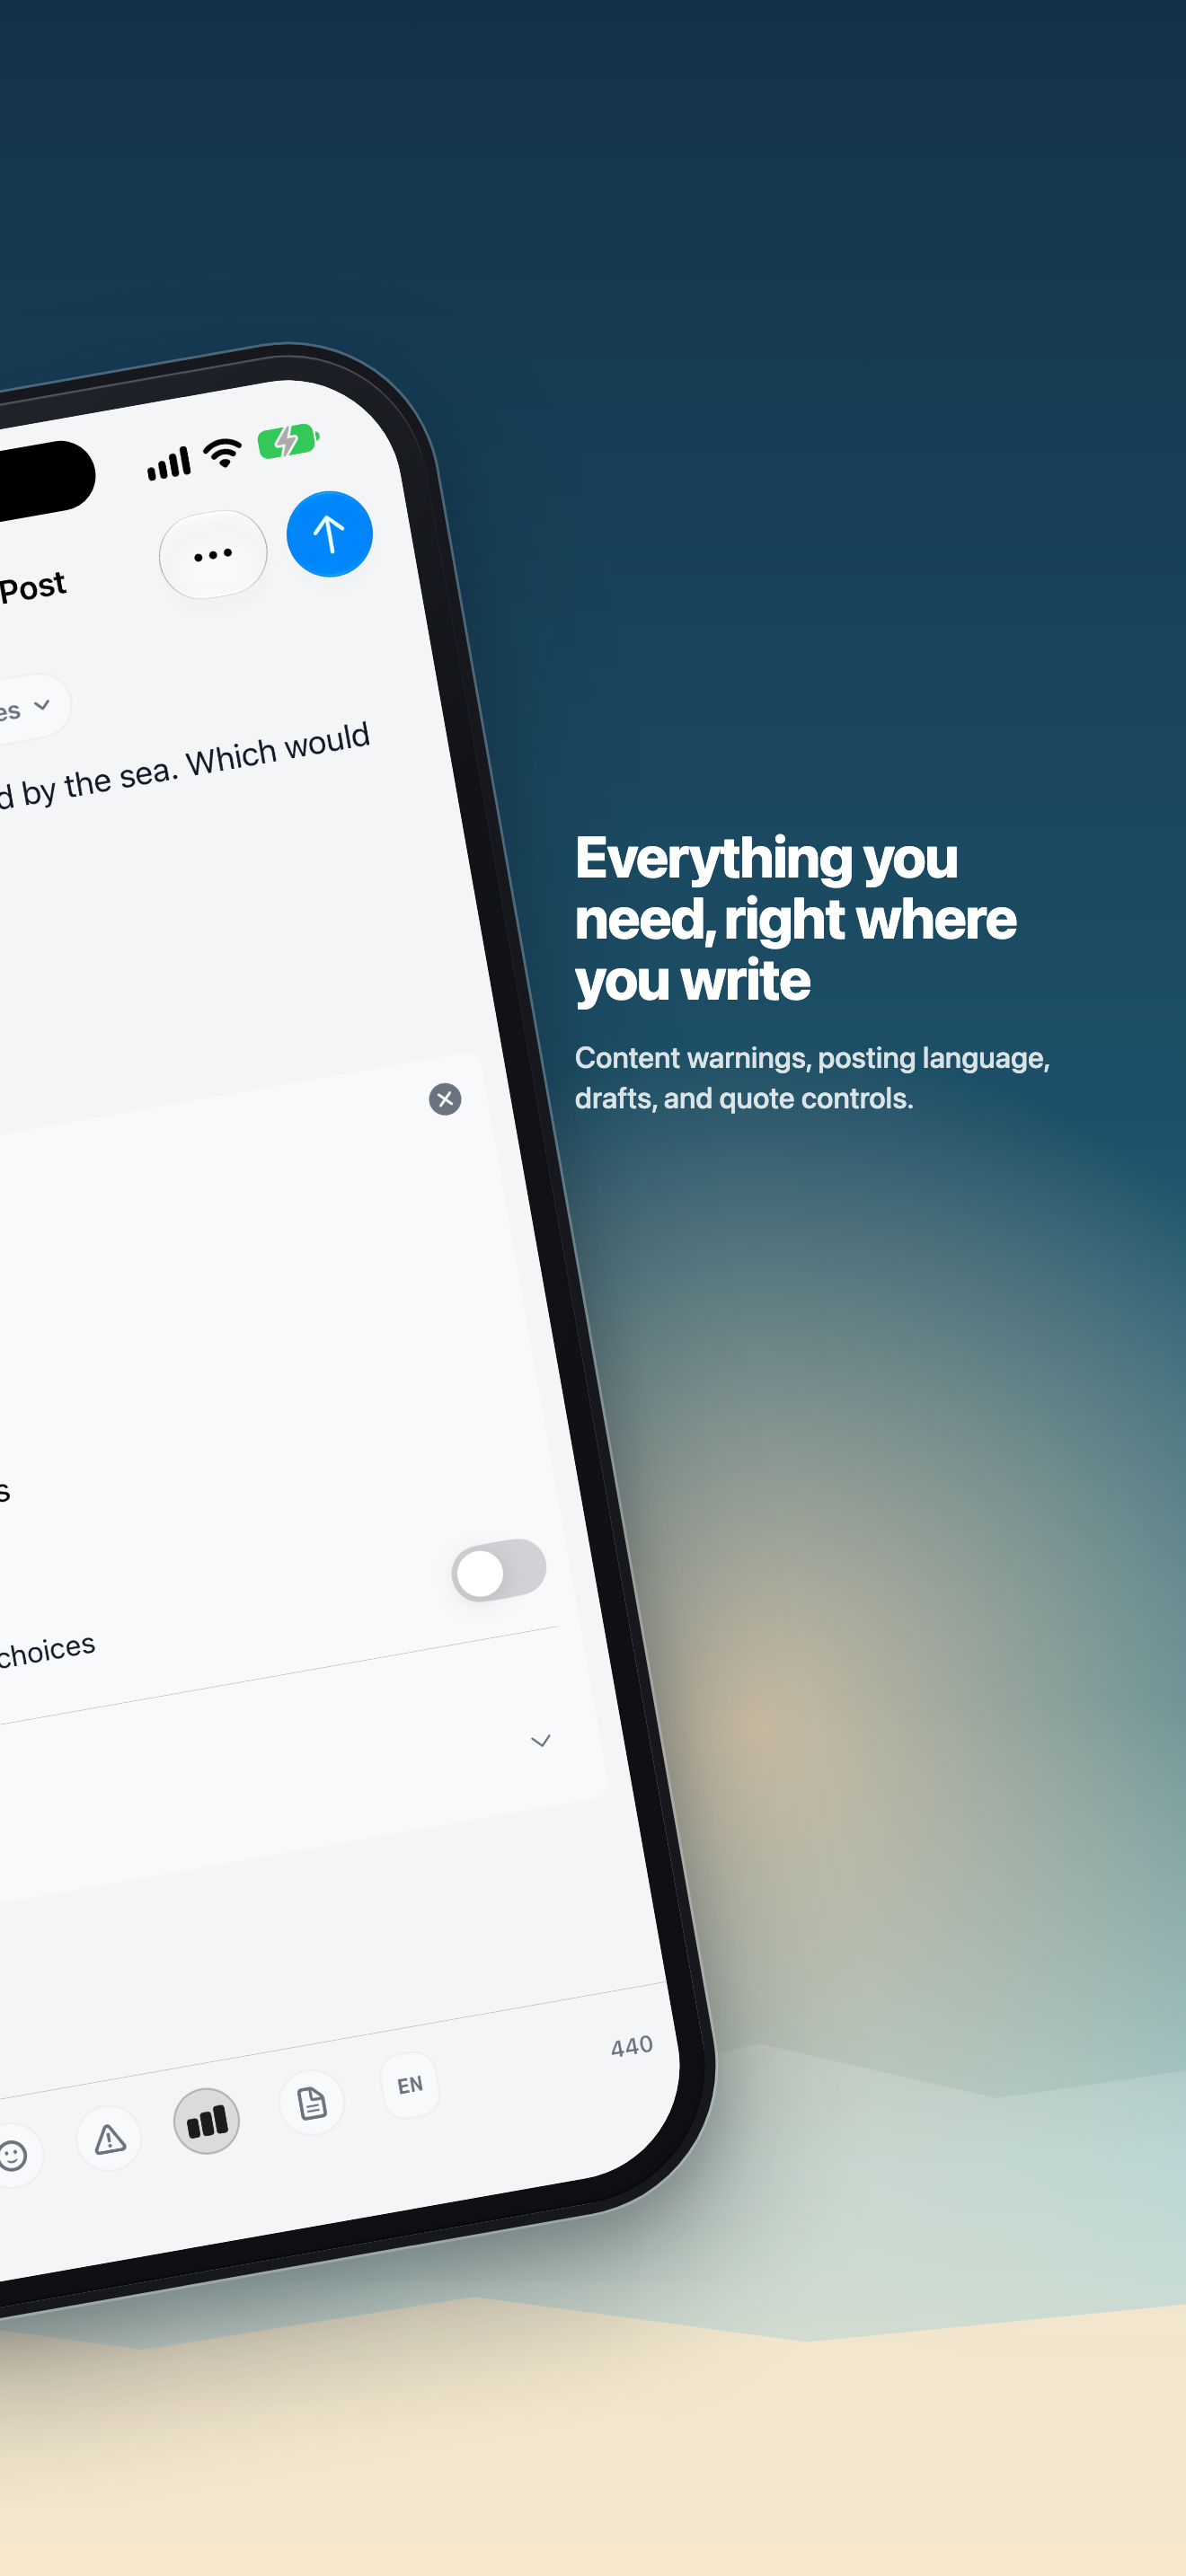 Post
es
d by the sea. Which would
Everything you
need, right where
you write
Content warnings, posting language,
drafts, and quote controls.
s
choices
440
EN